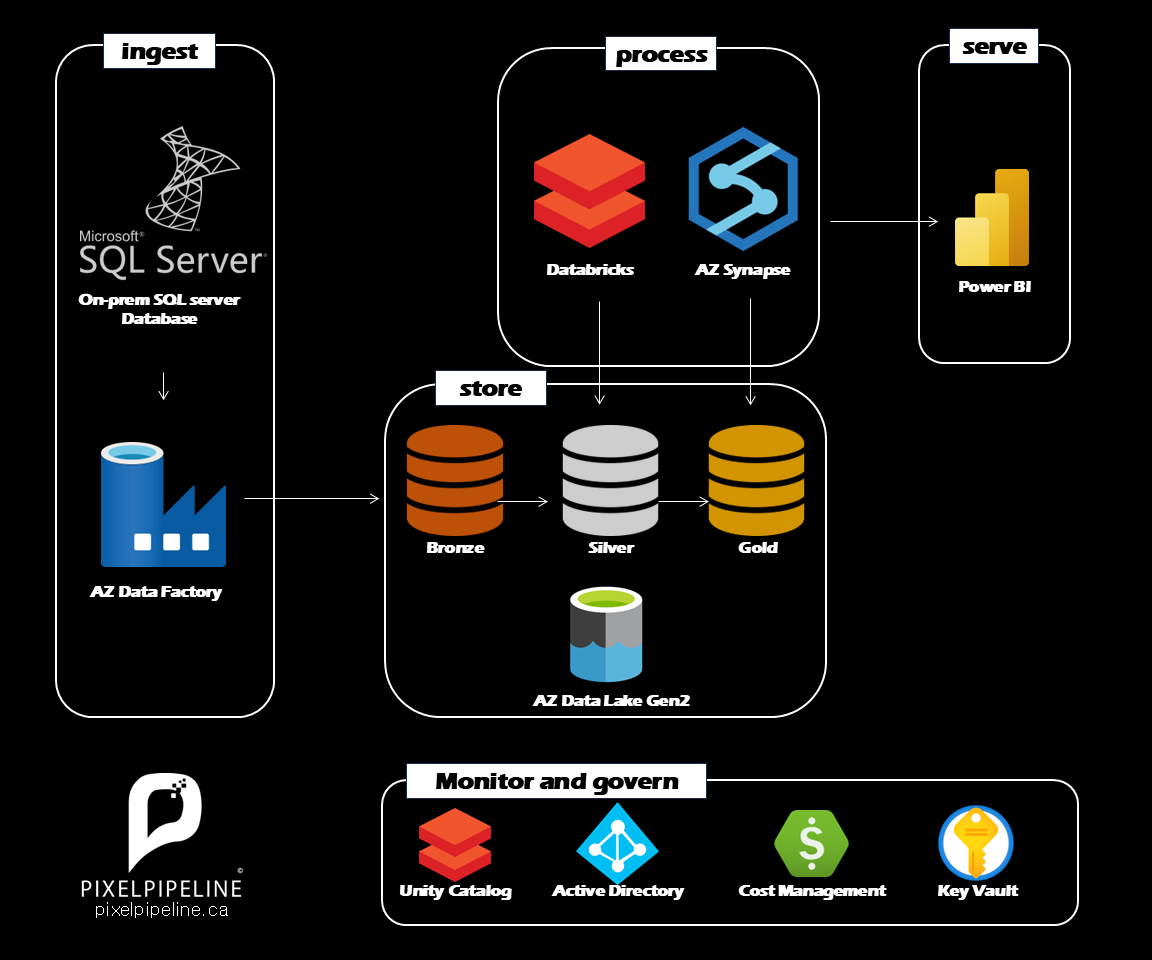 ingest
Microsoft®
SQL Server®
On-prem SQL server
Database
AZ Data Factory
process
Databricks
AZ Synapse
serve
Power BI
store
Bronze
Silver
Gold
AZ Data Lake Gen2
Monitor and govern
Unity Catalog
Active Directory
$
Cost Management
Key Vault
©
PIXELPIPELINE
pixelpipeline.ca